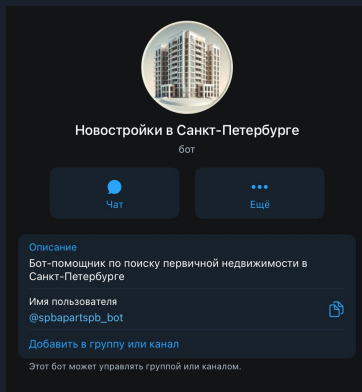 Новостройки в Санкт-Петербурге
бот
Чат
Ещё
Описание
Бот-помощник по поиску первичной недвижимости в
Санкт-Петербурге
Имя пользователя
@spbapartspb_bot
Добавить в группу или канал
Этот бот может управлять группой или каналом.